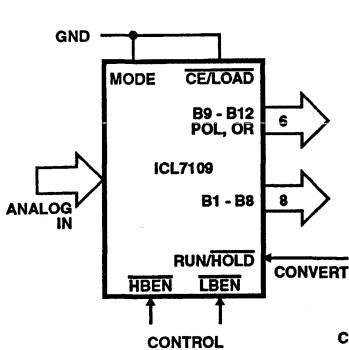 GND
MODE CE/LOAD
B9 - B12
POL, OR
6
ICL7109
ANALOG
IN
B1 - B8
8
RUN/HOLD
CONVERT
HBEN LBEN
CONTROL
C